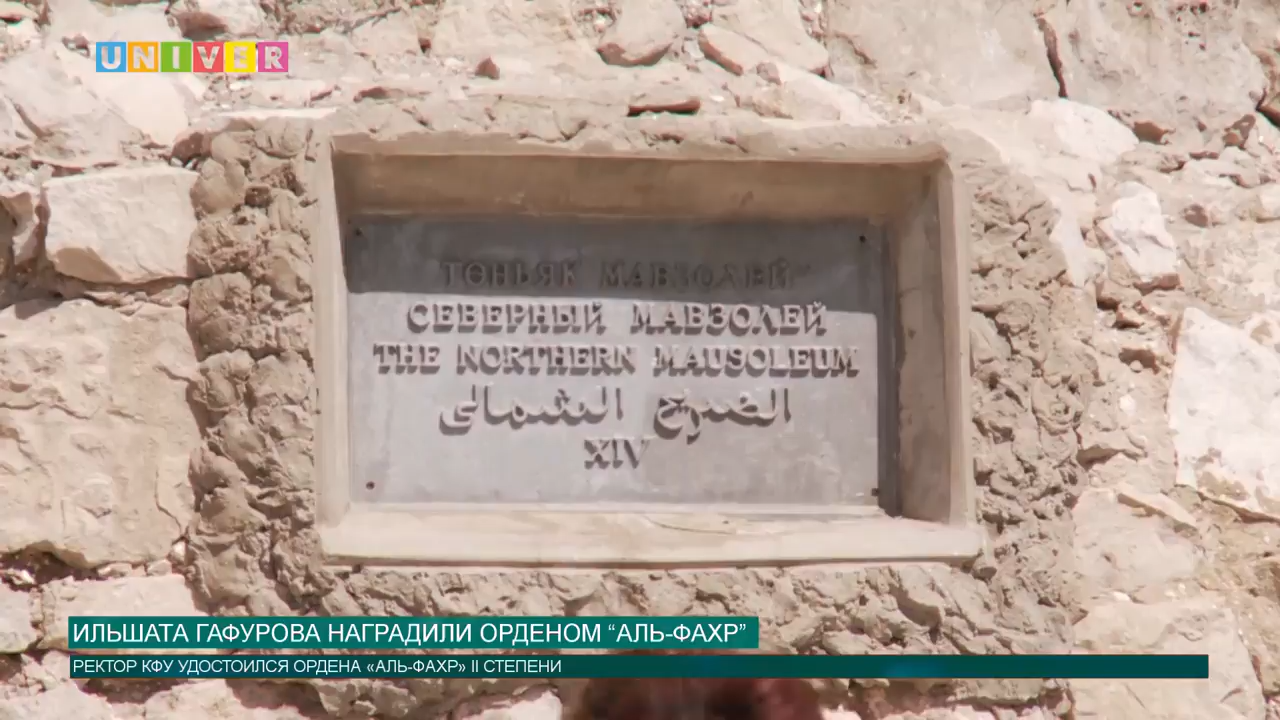 UNIVER
ТӨНЬЯК МАВЗОЛЕЙ
СЕВЕРНЫЙ МАВЗОЛЕЙ
THE NORTHERN MAUSOLEUM
الضريح الشمالي
XIV
ИЛЬШАТА ГАФУРОВА НАГРАДИЛИ ОРДЕНОМ “АЛЬ-ФАХР”
РЕКТОР КФУ УДОСТОИЛСЯ ОРДЕНА «АЛЬ-ФАХР» II СТЕПЕНИ